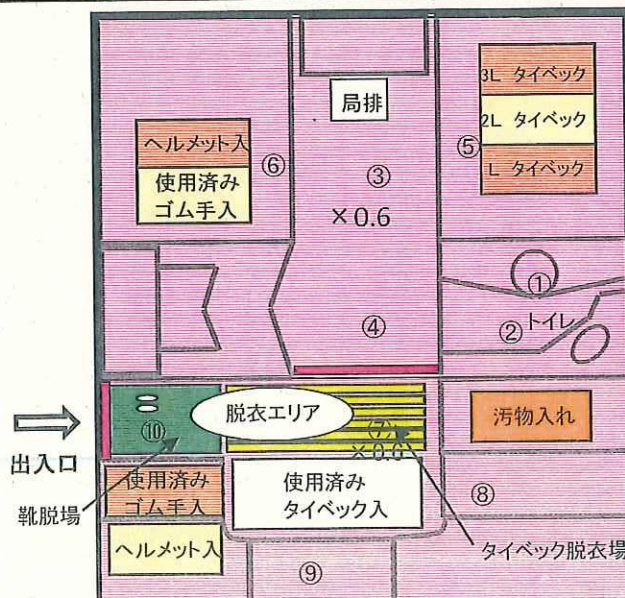 局排
3L タイベック
2L タイベック
L タイベック
⑤
ヘルメット入
⑥
使用済み
ゴム手入
③
×0.6
①
④
②
トイレ
脱衣エリア
⑩
⑦
×0.6
汚物入れ
出入口
靴脱場
使用済み
ゴム手入
使用済み
タイベック入
⑧
ヘルメット入
タイベック脱衣場
⑨